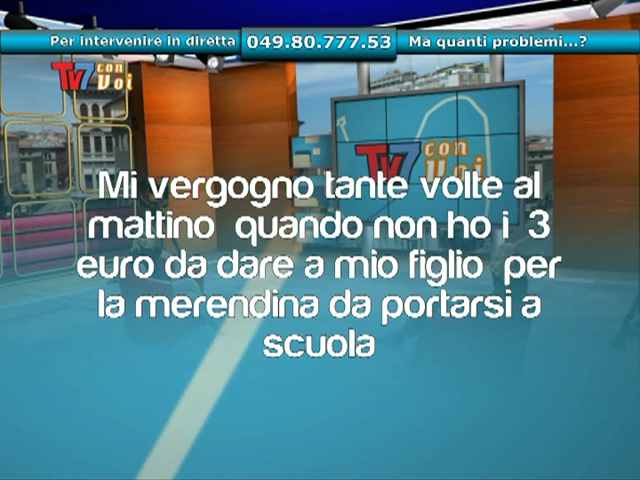 Per intervenire in diretta 049.80.777.53 Ma quanti problemi...?
TV7 con Voi
TV7 con Voi
Mi vergogno tante volte al
mattino quando non ho i 3
euro da dare a mio figlio per
la merendina da portarsi a
scuola